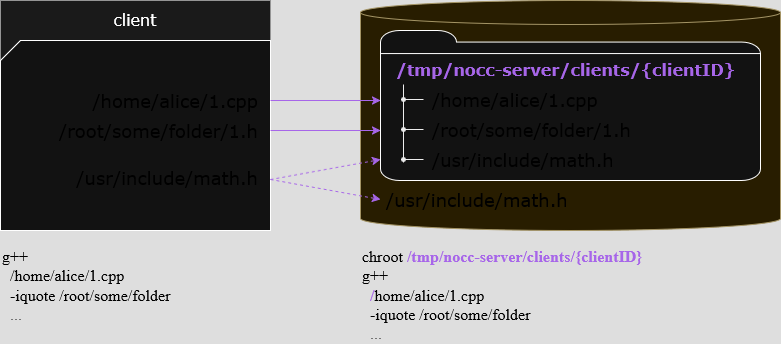 client
/home/alice/1.cpp
/root/some/folder/1.h
/usr/include/math.h
/tmp/nocc-server/clients/{clientID}
/home/alice/1.cpp
/root/some/folder/1.h
/usr/include/math.h
/usr/include/math.h
g++
/home/alice/1.cpp
-iquote /root/some/folder
...
chroot /tmp/nocc-server/clients/{clientID}
g++
/home/alice/1.cpp
-iquote /root/some/folder
...